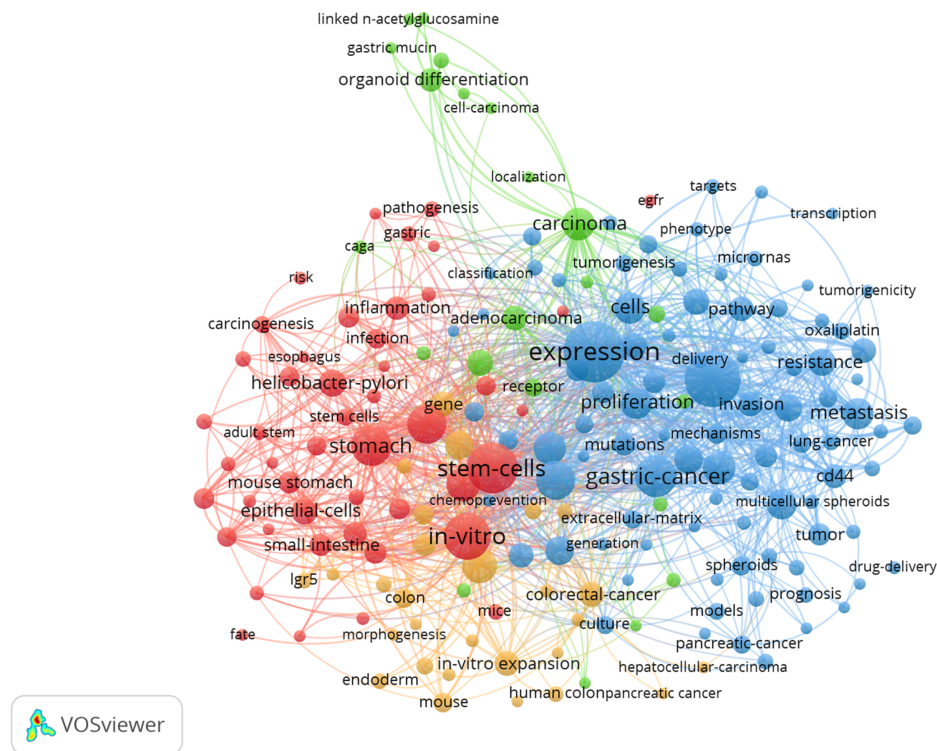 linked n-acetylglucosamine
gastric mucin
organoid differentiation
cell-carcinoma
localization
targets
egfr
pathogenesis
transcription
carcinoma
gastric
phenotype
caga
tumorigenesis
micrornas
classification
risk
tumorigenicity
inflammation
cells
pathway
adenocarcinoma
carcinogenesis
oxaliplatin
infection
expression
delivery
esophagus
resistance
helicobacter-pylori
receptor
gene
proliferation
invasion
metastasis
stem cells
adult stem
mechanisms
lung-cancer
stomach
mutations
stem-cells
gastric-cancer
cd44
mouse stomach
chemoprevention
multicellular spheroids
epithelial-cells
extracellular-matrix
in-vitro
tumor
small-intestine
generation
spheroids
drug-delivery
lgr5
colon
colorectal-cancer
prognosis
mice
models
culture
fate
morphogenesis
pancreatic-cancer
in-vitro expansion
hepatocellular-carcinoma
endoderm
human colon
pancreatic cancer
mouse
VOSviewer